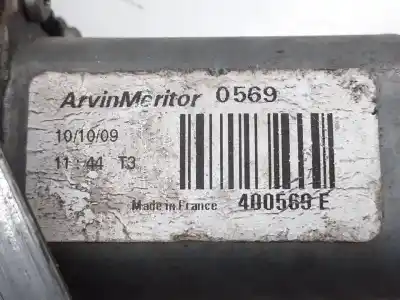 ArvinMeritor 0569
10/10/09
11:44 T3
Made in France 400569 E